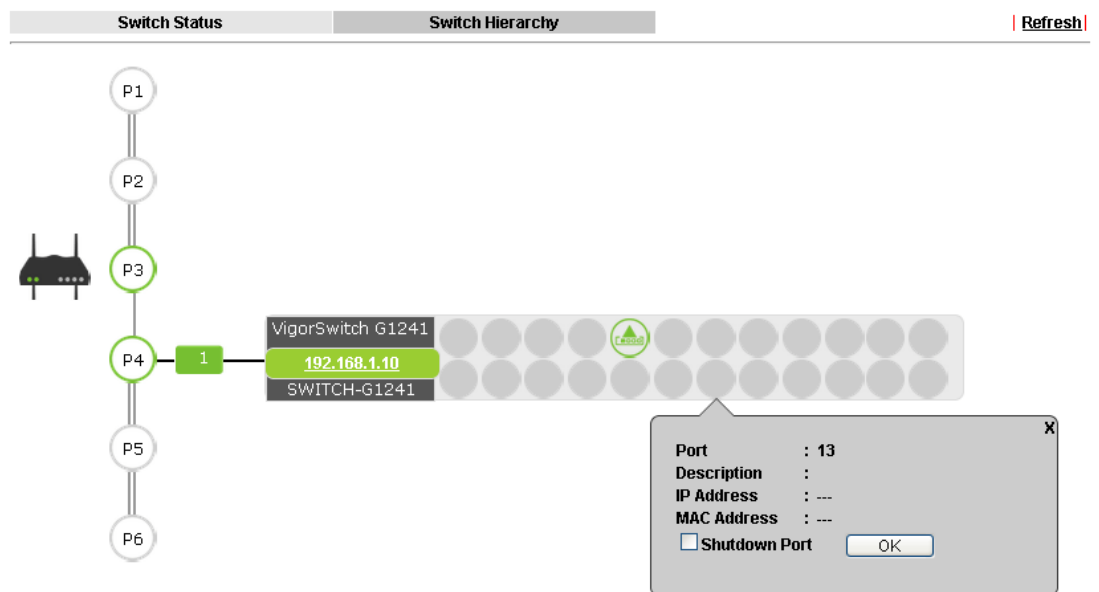 Switch Status Switch Hierarchy | Refresh |
P1
P2
P3
P4 1
VigorSwitch G1241
192.168.1.10
SWITCH-G1241
P5
P6
X
Port : 13
Description :
IP Address : ---
MAC Address : ---
Shutdown Port OK